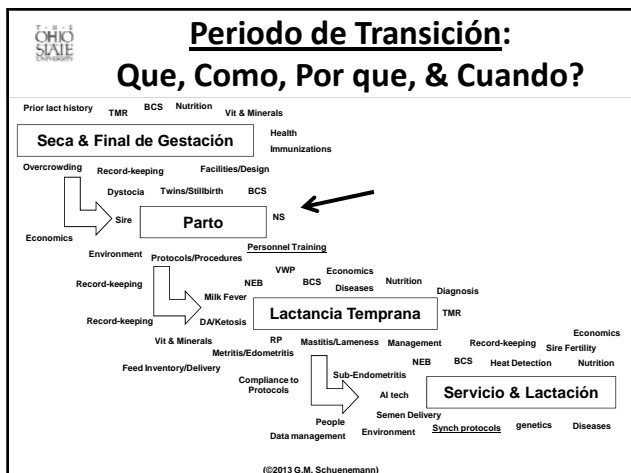 T · H · E
OHIO
STATE
UNIVERSITY
Periodo de Transición:
Que, Como, Por que, & Cuando?
Prior lact history TMR BCS Nutrition Vit & Minerals
Seca & Final de Gestación
Health
Immunizations
Overcrowding Record-keeping Facilities/Design
Dystocia Twins/Stillbirth BCS
Sire Parto NS
Economics
Personnel Training
Environment Protocols/Procedures
VWP Economics
Record-keeping NEB BCS Diseases Nutrition Diagnosis
Milk Fever
Lactancia Temprana TMR
Record-keeping DA/Ketosis
Economics
Vit & Minerals RP Mastitis/Lameness Management Record-keeping Sire Fertility
Metritis/Edometritis NEB BCS Heat Detection Nutrition
Feed Inventory/Delivery
Sub-Endometritis
Compliance to
Protocols
AI tech Servicio & Lactación
Semen Delivery
People
Data management Environment Synch protocols genetics Diseases
(©2013 G.M. Schuenemann)